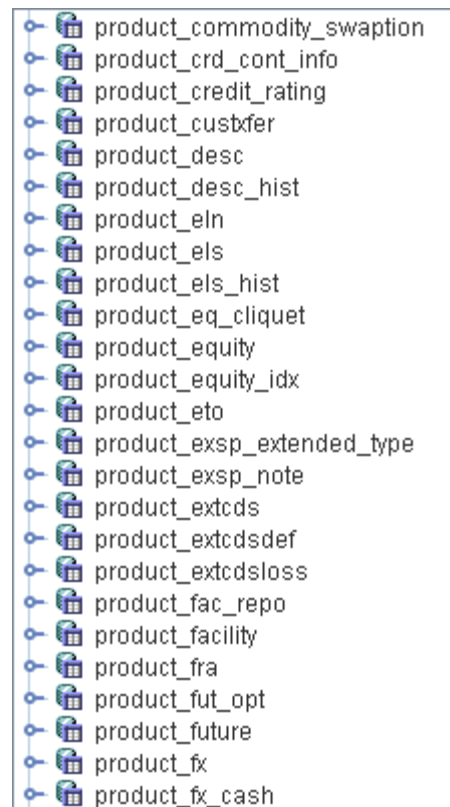 product_commodity_swaption
product_crd_cont_info
product_credit_rating
product_custxfer
product_desc
product_desc_hist
product_eln
product_els
product_els_hist
product_eq_cliquet
product_equity
product_equity_idx
product_eto
product_exsp_extended_type
product_exsp_note
product_extcds
product_extcdsdef
product_extcdsloss
product_fac_repo
product_facility
product_fra
product_fut_opt
product_future
product_fx
product_fx_cash